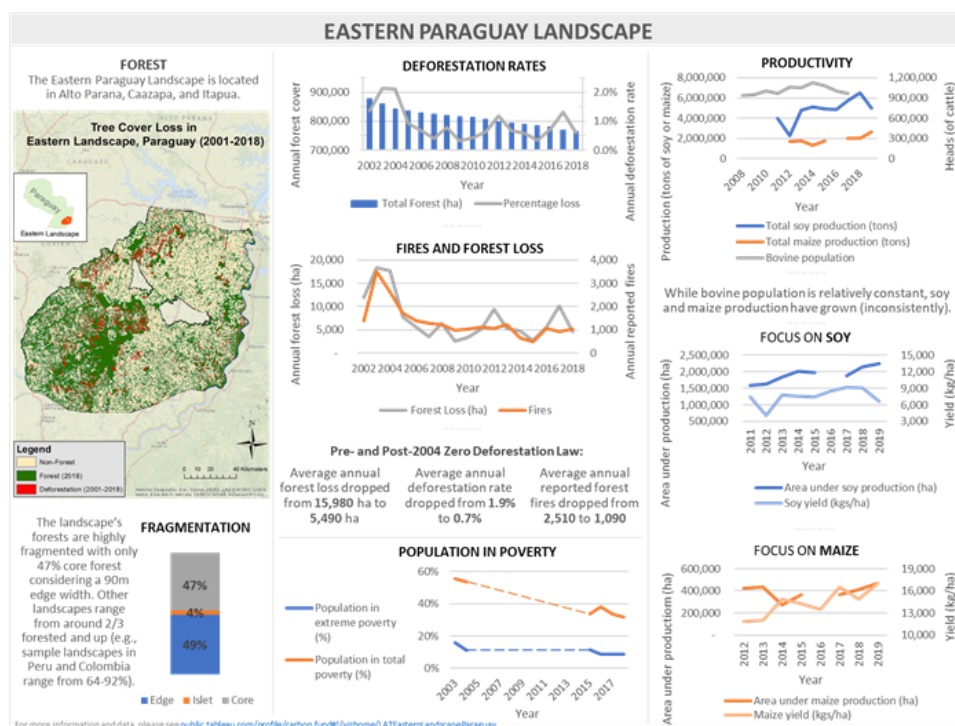 EASTERN PARAGUAY LANDSCAPE
FOREST
The Eastern Paraguay Landscape is located
in Alto Parana, Caazapa, and Itapua.
Tree Cover Loss in
Eastern Landscape, Paraguay (2001-2018)
Paraguay
Eastern Landscape
Legend
Non-Forest
Forest (2018)
Deforestation (2001-2018)
N
0 10 20 40 Kilometers
The landscape's
forests are highly
fragmented with only
47% core forest
considering a 90m
edge width. Other
landscapes range
from around 2/3
forested and up (e.g.,
sample landscapes in
Peru and Colombia
range from 64-92%).
FRAGMENTATION
47%
4%
49%
Edge Islet Core
For more information and data, please see
DEFORESTATION RATES
Annual forest cover
900,000
800,000
700,000
2.0%
1.0%
0.0%
Annual deforestation rate
2002 2004 2006 2008 2010 2012 2014 2016 2018
Year
Total Forest (ha) Percentage loss
FIRES AND FOREST LOSS
Annual forest loss (ha)
20,000
15,000
10,000
5,000
-
4,000
3,000
2,000
1,000
0
Annual reported fires
2002 2004 2006 2008 2010 2012 2014 2016 2018
Year
Forest Loss (ha) Fires
Pre- and Post-2004 Zero Deforestation Law:
Average annual
forest loss dropped
from 15,980 ha to
5,490 ha
Average annual
deforestation rate
dropped from 1.9%
to 0.7%
Average annual
reported forest
fires dropped from
2,510 to 1,090
POPULATION IN POVERTY
Population in
extreme poverty
(%)
Population in total
poverty (%)
60%
40%
20%
0%
2003 2005 2007 2009 2011 2013 2015 2017
Year
PRODUCTIVITY
Production (tons of soy or maize)
8,000,000
6,000,000
4,000,000
2,000,000
0
1,200,000
900,000
600,000
300,000
0
Heads (of cattle)
2008 2010 2012 2014 2016 2018
Year
Total soy production (tons)
Total maize production (tons)
Bovine population
While bovine population is relatively constant, soy
and maize production have grown (inconsistently).
FOCUS ON SOY
Area under production (ha)
2,500,000
2,000,000
1,500,000
1,000,000
500,000
15,000
12,000
9,000
6,000
3,000
Yield (kg/ha)
2011 2012 2013 2014 2015 2016 2017 2018 2019
Year
Area under soy production (ha)
Soy yield (kgs/ha)
FOCUS ON MAIZE
Area under productiom (ha)
600,000
400,000
200,000
-
19,000
16,000
13,000
10,000
Yield (kg/ha)
2012 2013 2014 2015 2016 2017 2018 2019
Year
Area under maize production (ha)
Maize yield (kgs/ha)